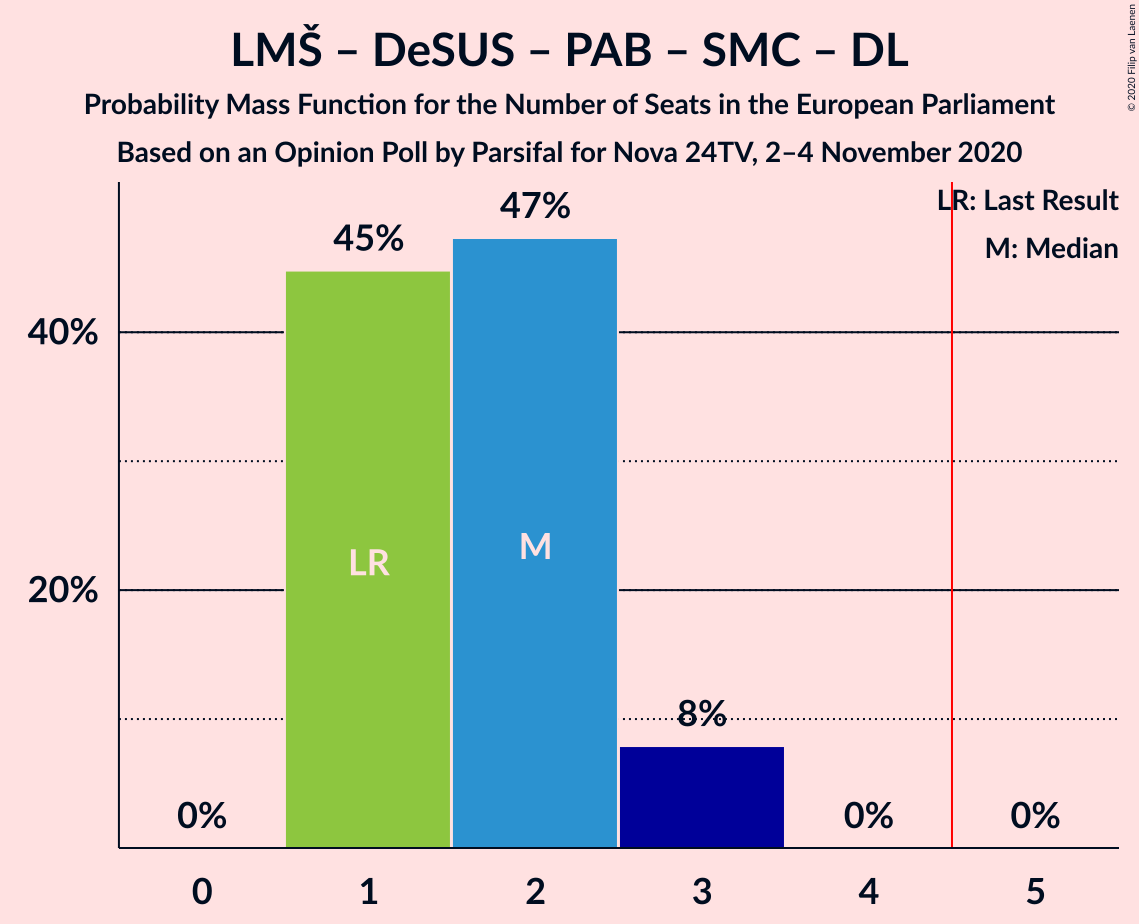 LMŠ – DeSUS – PAB – SMC – DL
Probability Mass Function for the Number of Seats in the European Parliament
Based on an Opinion Poll by Parsifal for Nova 24TV, 2–4 November 2020
© 2020 Filip van Laenen
LR: Last Result
M: Median
47%
45%
40%
M
LR
20%
8%
0%
0%
0%
0 1 2 3 4 5